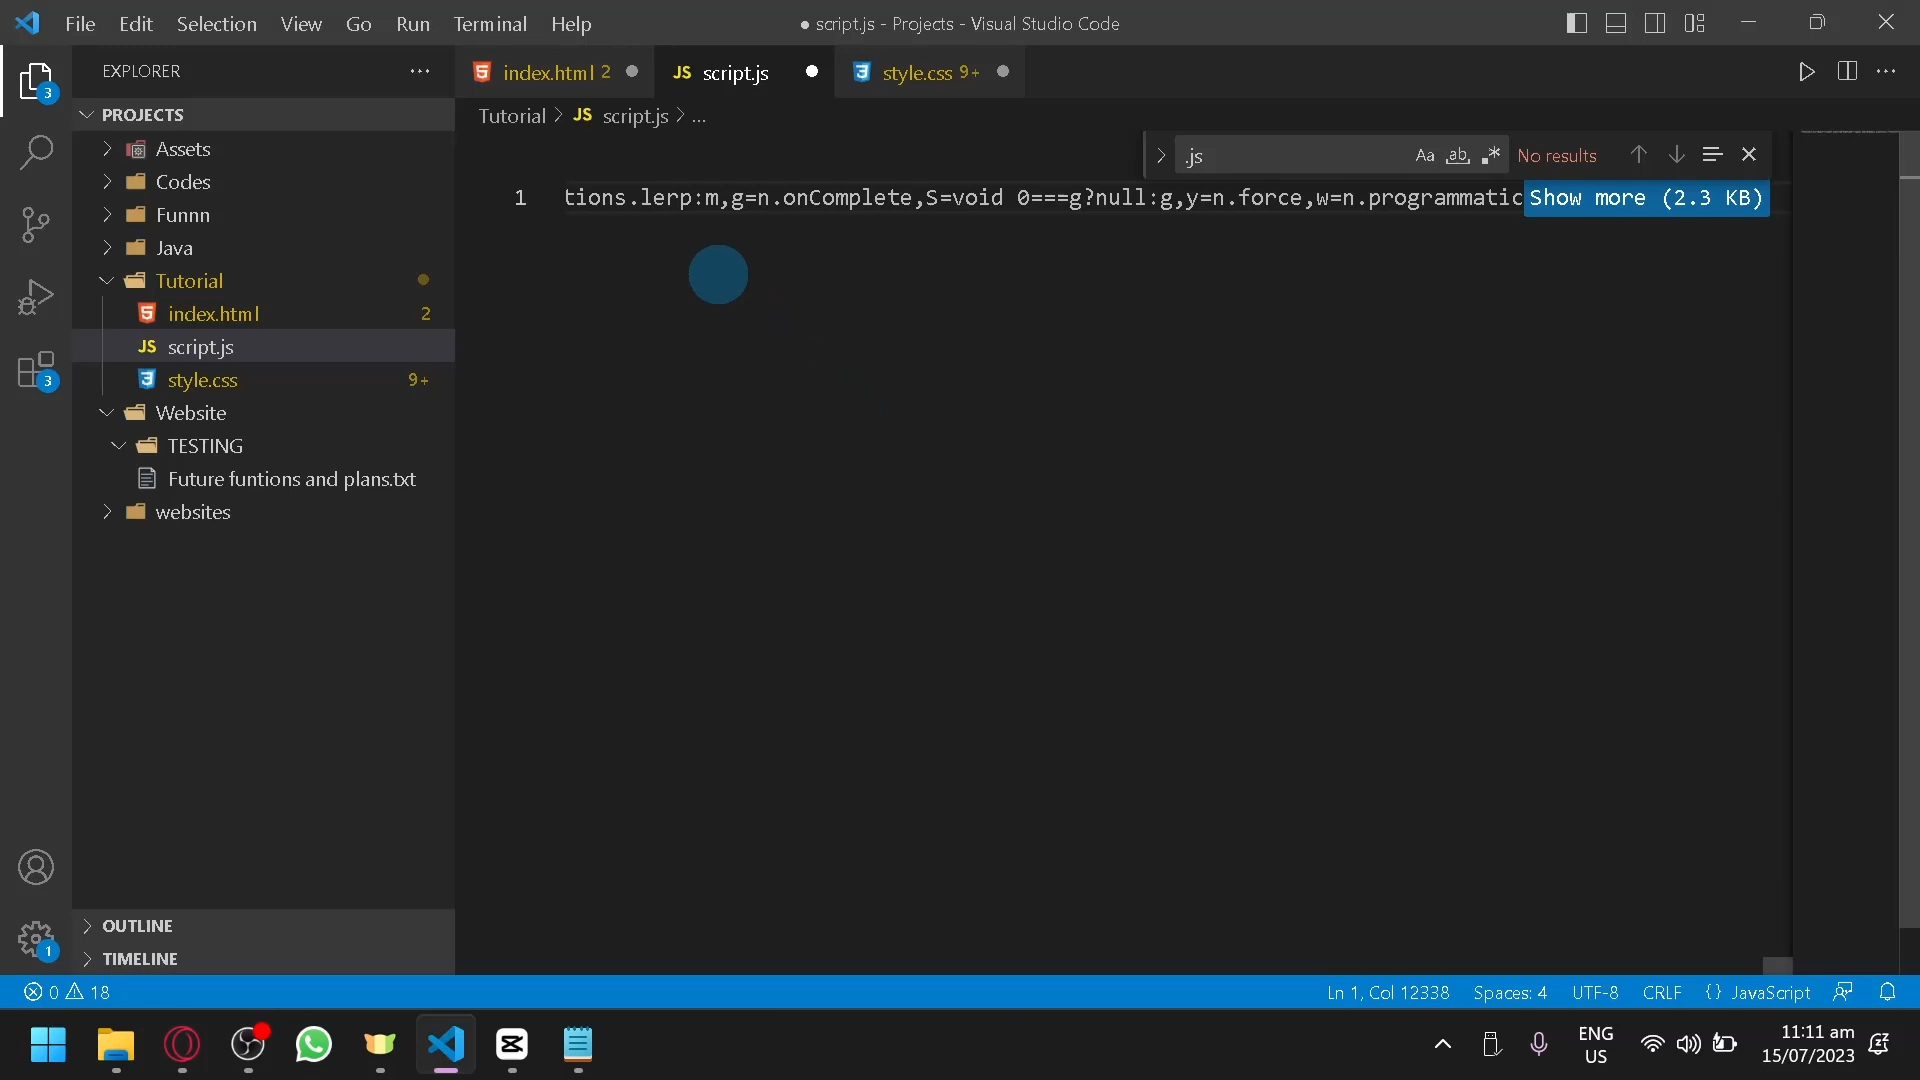 File Edit Selection View Go Run Terminal Help
● script.js - Projects - Visual Studio Code
EXPLORER
index.html 2
JS script.js
style.css 9+
3
PROJECTS
Tutorial > JS script.js > ...
Assets
Codes
Funnn
Java
Tutorial
index.html 2
JS script.js
style.css 9+
Website
TESTING
Future funtions and plans.txt
websites
3
.js
Aa ab, .*
No results
1 tions.lerp:m,g=n.onComplete,S=void 0===g?null:g,y=n.force,w=n.programmatic Show more (2.3 KB)
OUTLINE
1
TIMELINE
0 18
Ln 1, Col 12338 Spaces: 4 UTF-8 CRLF {} JavaScript
ENG
US
11:11 am
15/07/2023